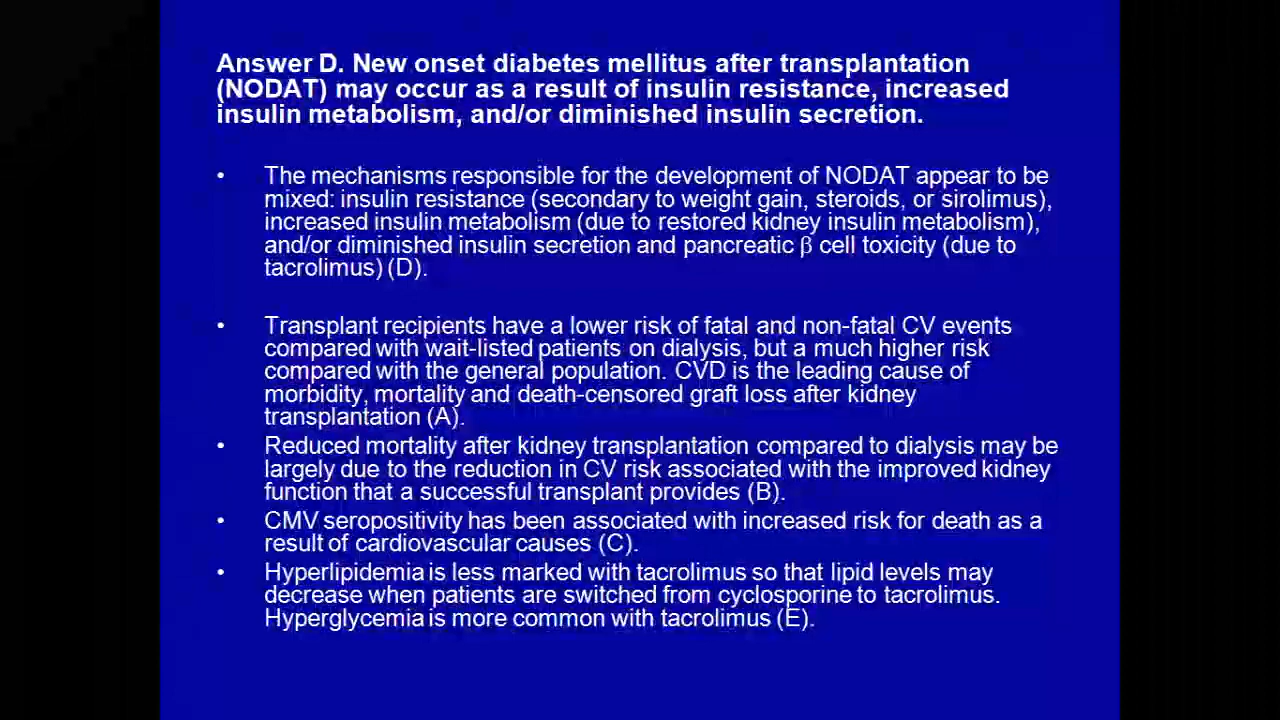 Answer D. New onset diabetes mellitus after transplantation
(NODAT) may occur as a result of insulin resistance, increased
insulin metabolism, and/or diminished insulin secretion.
• The mechanisms responsible for the development of NODAT appear to be
mixed: insulin resistance (secondary to weight gain, steroids, or sirolimus),
increased insulin metabolism (due to restored kidney insulin metabolism),
and/or diminished insulin secretion and pancreatic β cell toxicity (due to
tacrolimus) (D).
• Transplant recipients have a lower risk of fatal and non-fatal CV events
compared with wait-listed patients on dialysis, but a much higher risk
compared with the general population. CVD is the leading cause of
morbidity, mortality and death-censored graft loss after kidney
transplantation (A).
• Reduced mortality after kidney transplantation compared to dialysis may be
largely due to the reduction in CV risk associated with the improved kidney
function that a successful transplant provides (B).
• CMV seropositivity has been associated with increased risk for death as a
result of cardiovascular causes (C).
• Hyperlipidemia is less marked with tacrolimus so that lipid levels may
decrease when patients are switched from cyclosporine to tacrolimus.
Hyperglycemia is more common with tacrolimus (E).